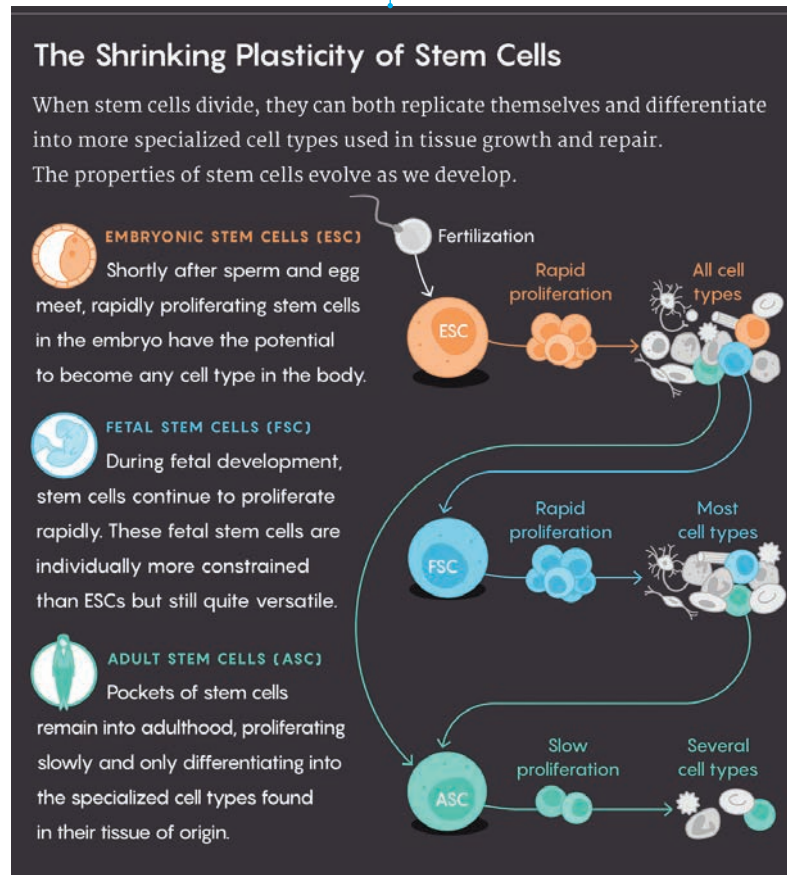 The Shrinking Plasticity of Stem Cells
When stem cells divide, they can both replicate themselves and differentiate
into more specialized cell types used in tissue growth and repair.
The properties of stem cells evolve as we develop.
EMBRYONIC STEM CELLS (ESC)
Shortly after sperm and egg
meet, rapidly proliferating stem cells
in the embryo have the potential
to become any cell type in the body.
Fertilization
ESC
Rapid
proliferation
All cell
types
FETAL STEM CELLS (FSC)
During fetal development,
stem cells continue to proliferate
rapidly. These fetal stem cells are
individually more constrained
than ESCs but still quite versatile.
FSC
Rapid
proliferation
Most
cell types
ADULT STEM CELLS (ASC)
Pockets of stem cells
remain into adulthood, proliferating
slowly and only differentiating into
the specialized cell types found
in their tissue of origin.
ASC
Slow
proliferation
Several
cell types